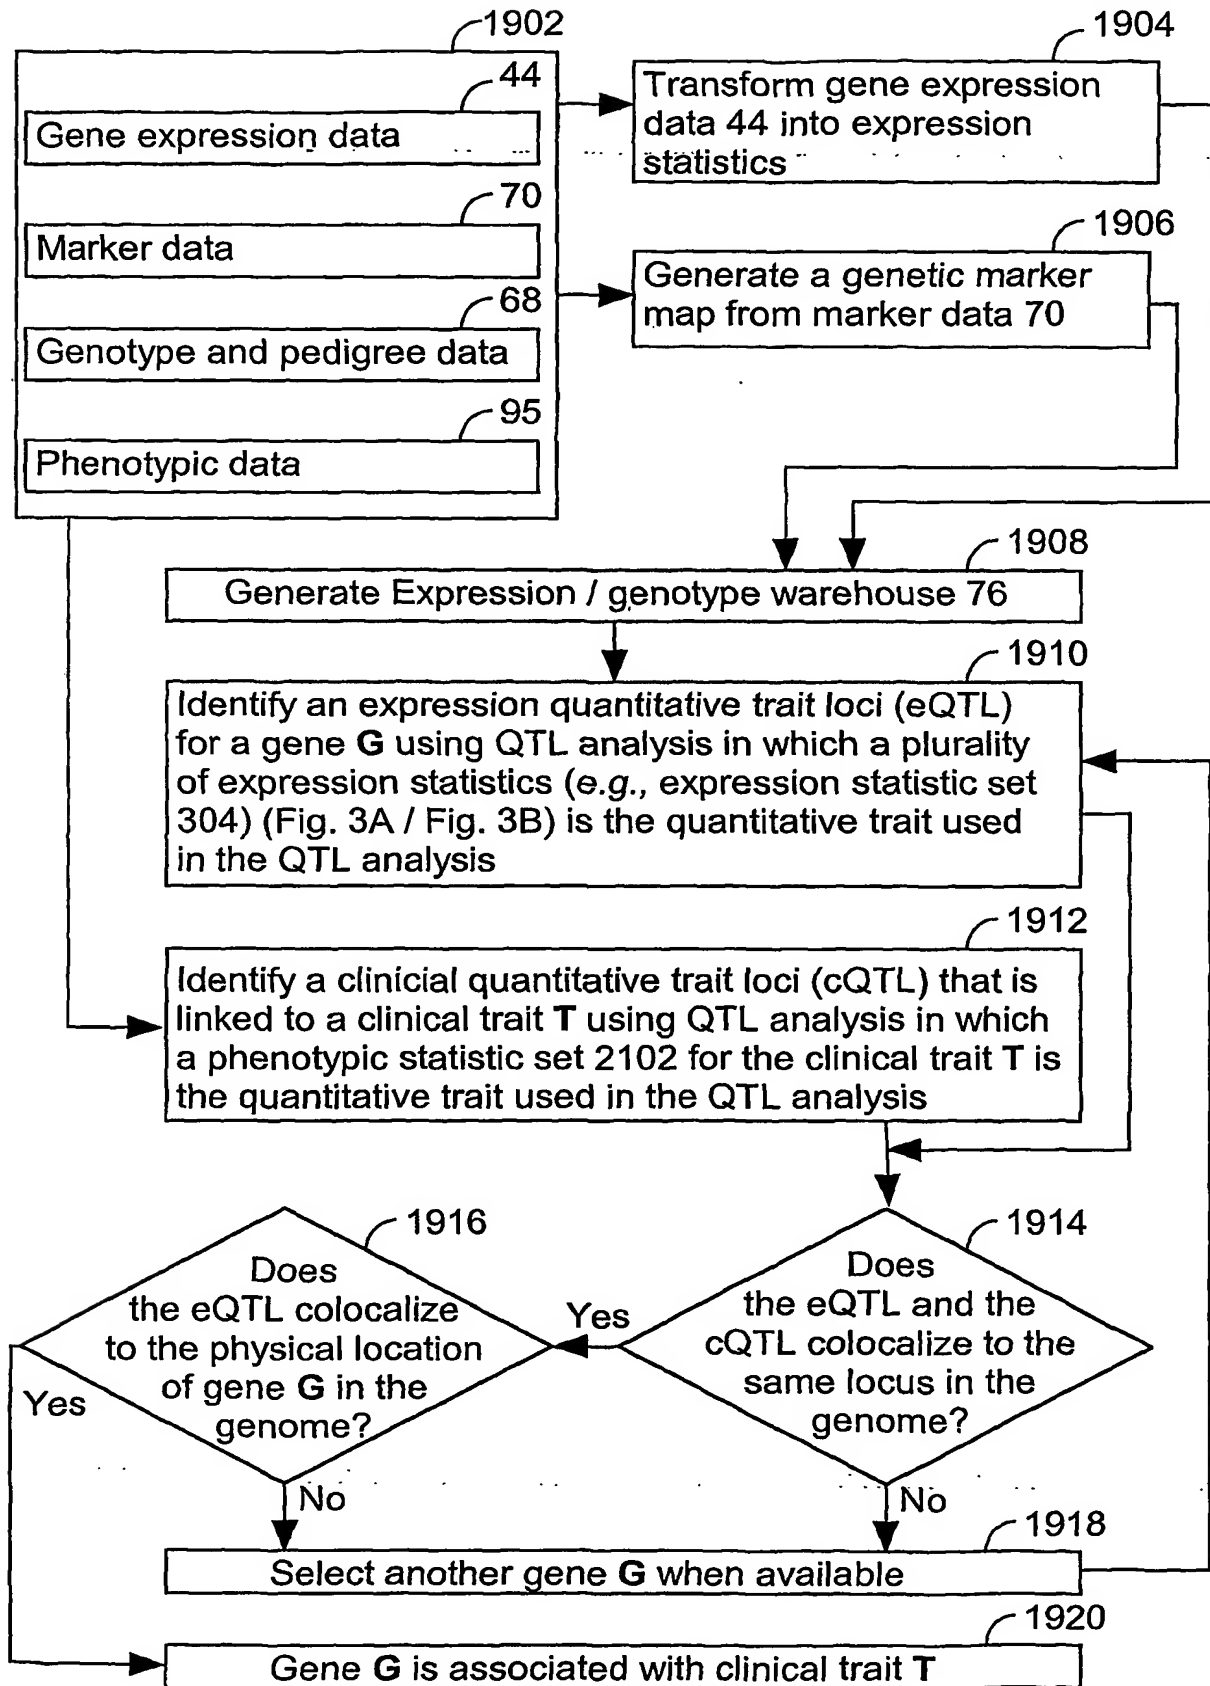 1902
44
Gene expression data
70
Marker data
68
Genotype and pedigree data
95
Phenotypic data
1904
Transform gene expression
data 44 into expression
statistics
1906
Generate a genetic marker
map from marker data 70
1908
Generate Expression / genotype warehouse 76
1910
Identify an expression quantitative trait loci (eQTL)
for a gene G using QTL analysis in which a plurality
of expression statistics (e.g., expression statistic set
304) (Fig. 3A / Fig. 3B) is the quantitative trait used
in the QTL analysis
1912
Identify a clinicial quantitative trait loci (cQTL) that is
linked to a clinical trait T using QTL analysis in which
a phenotypic statistic set 2102 for the clinical trait T is
the quantitative trait used in the QTL analysis
1914
Does
the eQTL and the
cQTL colocalize to the
same locus in the
genome?
Yes
No
1916
Does
the eQTL colocalize
to the physical location
of gene G in the
genome?
Yes
No
1918
Select another gene G when available
1920
Gene G is associated with clinical trait T